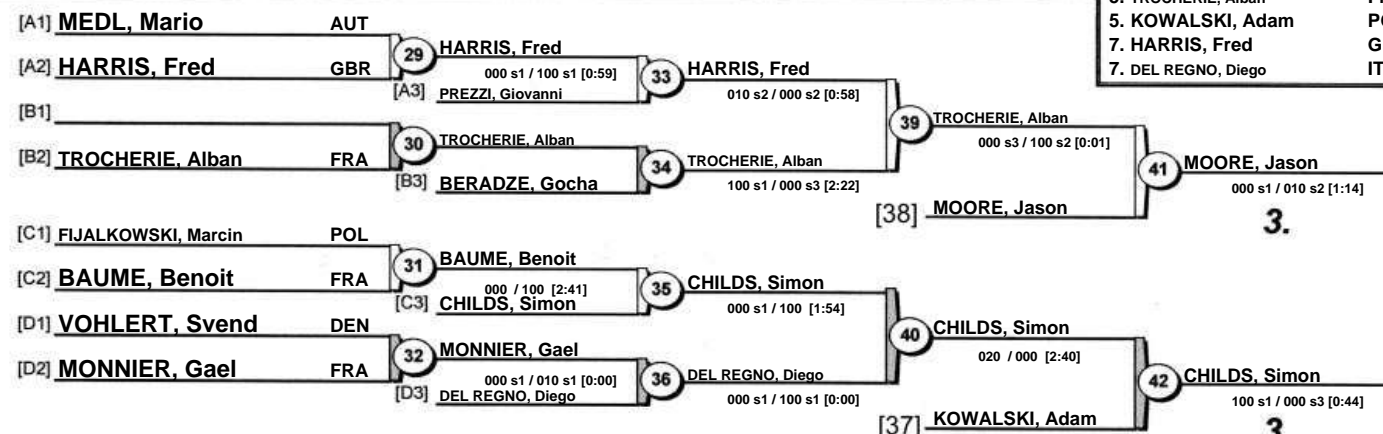 3. TROCHERIE, Alban
5. KOWALSKI, Adam
7. HARRIS, Fred
7. DEL REGNO, Diego
[A1] MEDL, Mario AUT
[A2] HARRIS, Fred GBR
29 HARRIS, Fred
000 s1 / 100 s1 [0:59]
[A3] PREZZI, Giovanni
33 HARRIS, Fred
010 s2 / 000 s2 [0:58]
[B1]
[B2] TROCHERIE, Alban FRA
30 TROCHERIE, Alban
[B3] BERADZE, Gocha
34 TROCHERIE, Alban
100 s1 / 000 s3 [2:22]
39 TROCHERIE, Alban
000 s3 / 100 s2 [0:01]
[38] MOORE, Jason
41 MOORE, Jason
000 s1 / 010 s2 [1:14]
3.
[C1] FIJALKOWSKI, Marcin POL
[C2] BAUME, Benoit FRA
31 BAUME, Benoit
000 / 100 [2:41]
[C3] CHILDS, Simon
35 CHILDS, Simon
000 s1 / 100 [1:54]
[D1] VOHLERT, Svend DEN
[D2] MONNIER, Gael FRA
32 MONNIER, Gael
000 s1 / 010 s1 [0:00]
[D3] DEL REGNO, Diego
36 DEL REGNO, Diego
000 s1 / 100 s1 [0:00]
40 CHILDS, Simon
020 / 000 [2:40]
[37] KOWALSKI, Adam
42 CHILDS, Simon
100 s1 / 000 s3 [0:44]
3.